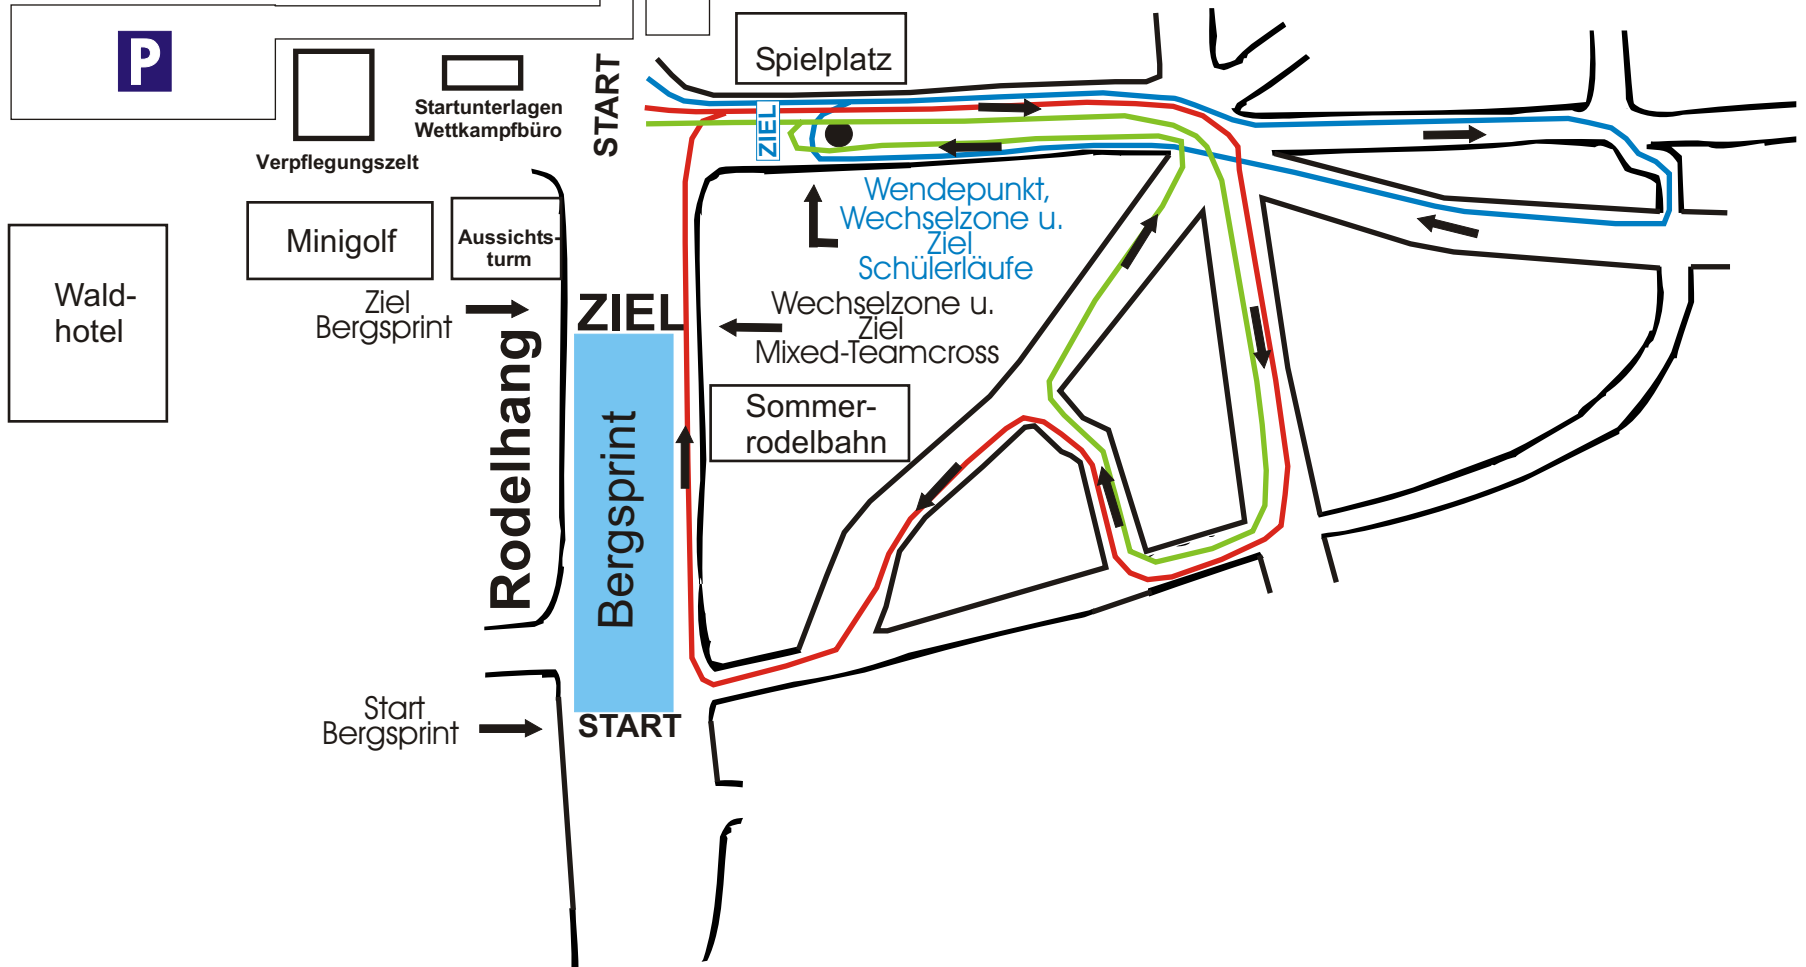 P
Startunterlagen
Wettkampfbüro
Verpflegungszelt
START
Spielplatz
ZIEL
Minigolf
Aussichts-
turm
Wald-
hotel
Ziel
Bergsprint
Rodelhang
ZIEL
Wendepunkt,
Wechselzone u.
Ziel
Schülerläufe
Wechselzone u.
Ziel
Mixed-Teamcross
Sommer-
rodelbahn
Bergsprint
Start
Bergsprint
START